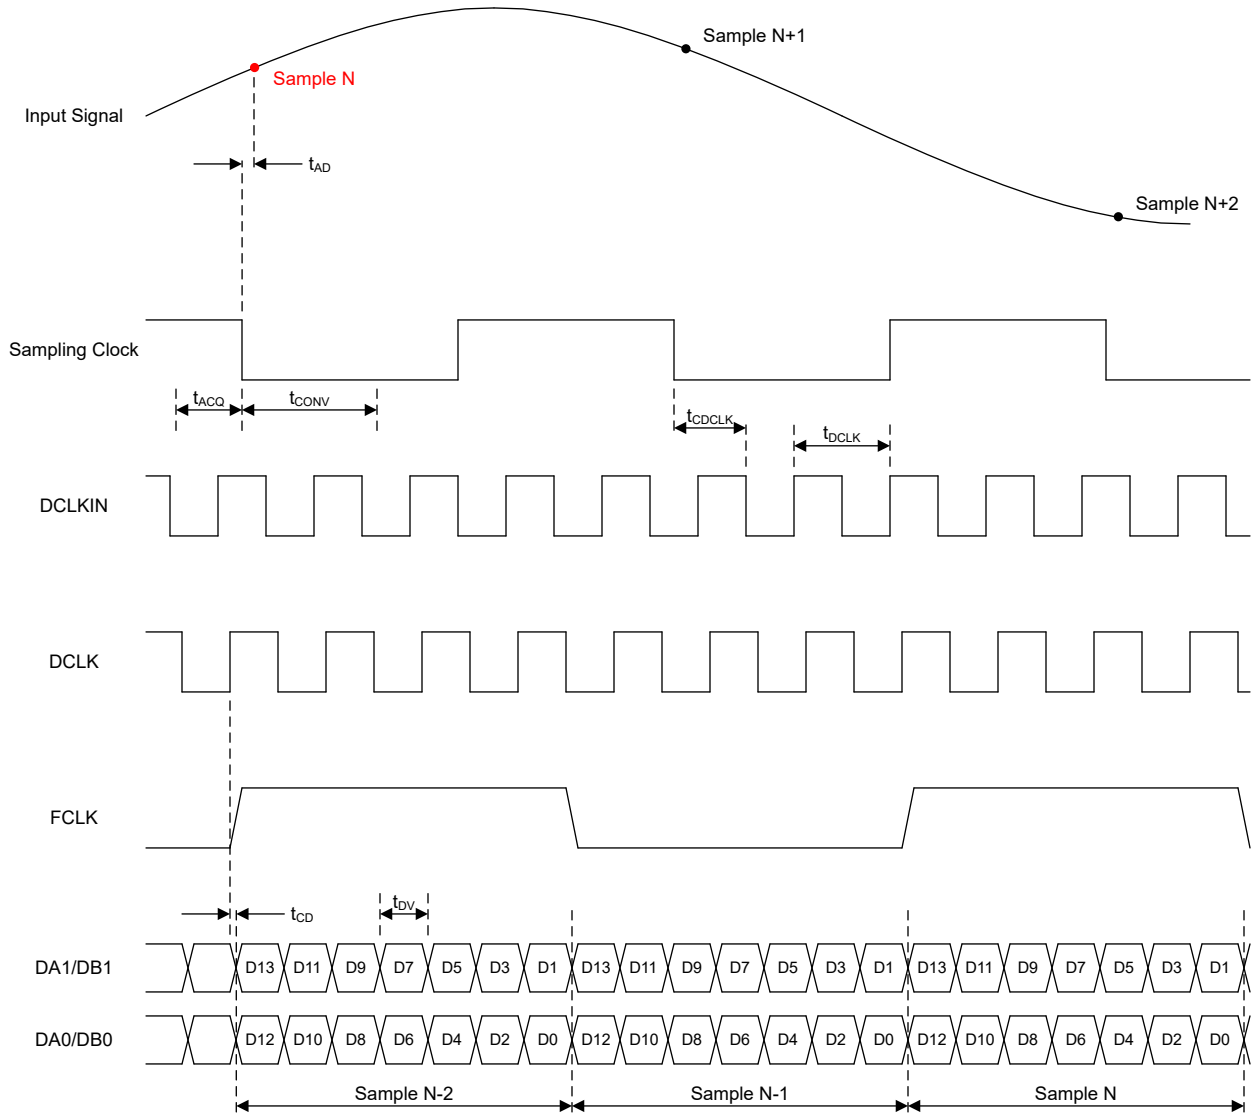 Sample N+1
Sample N
Input Signal
tAD
Sample N+2
Sampling Clock
tACQ tCONV
tCDCLK tDCLK
DCLKIN
DCLK
FCLK
tCD tDV
DA1/DB1 D13 D11 D9 D7 D5 D3 D1 D13 D11 D9 D7 D5 D3 D1 D13 D11 D9 D7 D5 D3 D1
DA0/DB0 D12 D10 D8 D6 D4 D2 D0 D12 D10 D8 D6 D4 D2 D0 D12 D10 D8 D6 D4 D2 D0
Sample N-2 Sample N-1 Sample N